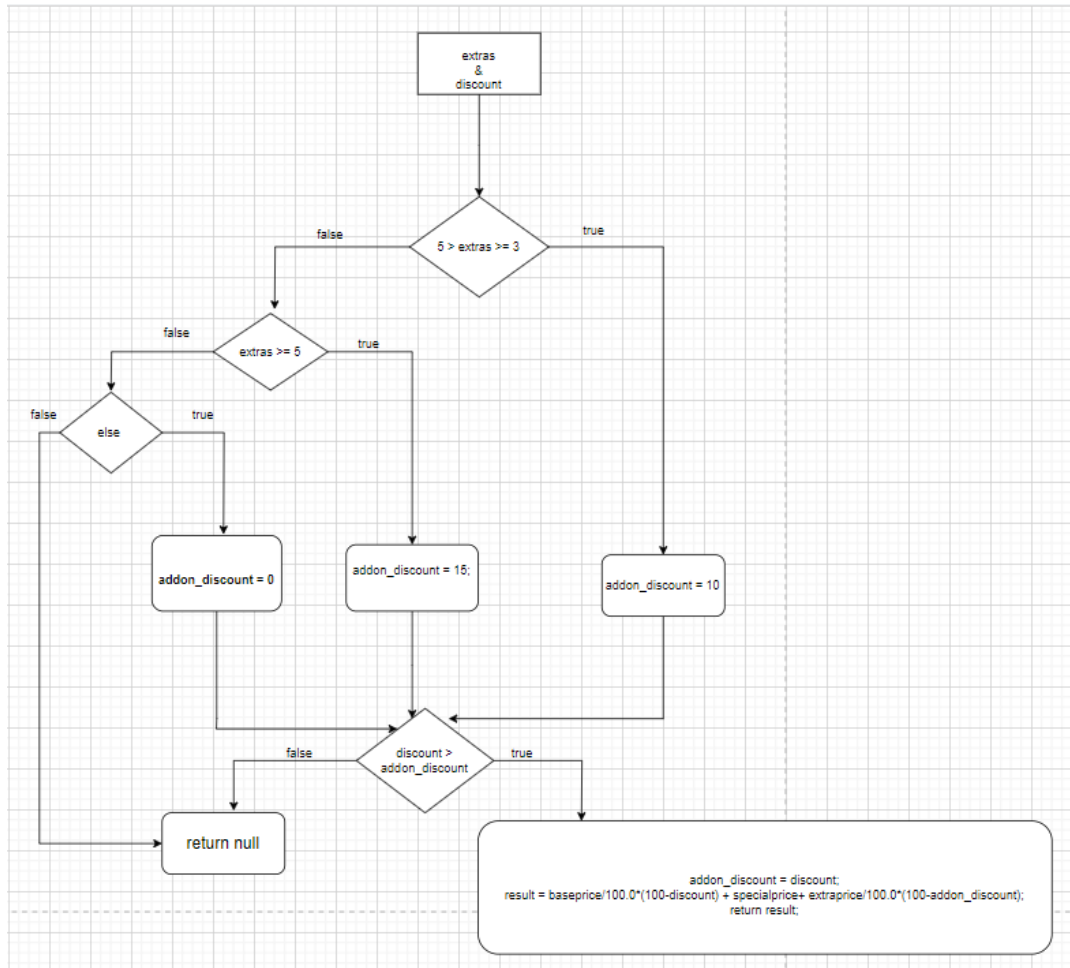 extras
&
discount
false
5 > extras >= 3
true
false
extras >= 5
true
false
else
true
addon_discount = 0
addon_discount = 15;
addon_discount = 10
false
discount >
addon_discount
true
return null
addon_discount = discount;
result = baseprice/100.0*(100-discount) + specialprice+ extraprice/100.0*(100-addon_discount);
return result;